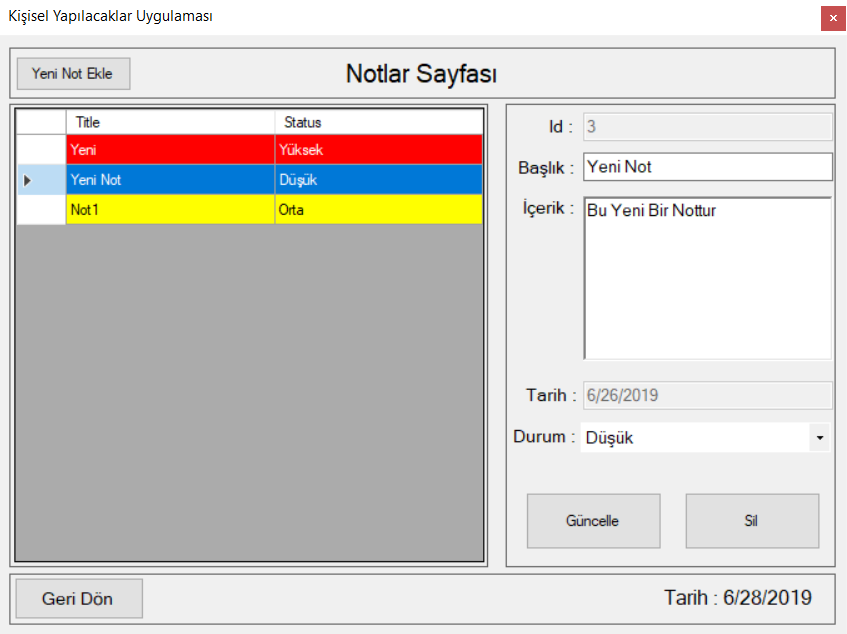 Kişisel Yapılacaklar Uygulaması
Yeni Not Ekle
Notlar Sayfası
Title Status
Yeni Yüksek
Yeni Not Düşük
Not1 Orta
Id : 3
Başlık : Yeni Not
İçerik : Bu Yeni Bir Nottur
Tarih : 6/26/2019
Durum : Düşük
Güncelle Sil
Geri Dön
Tarih : 6/28/2019